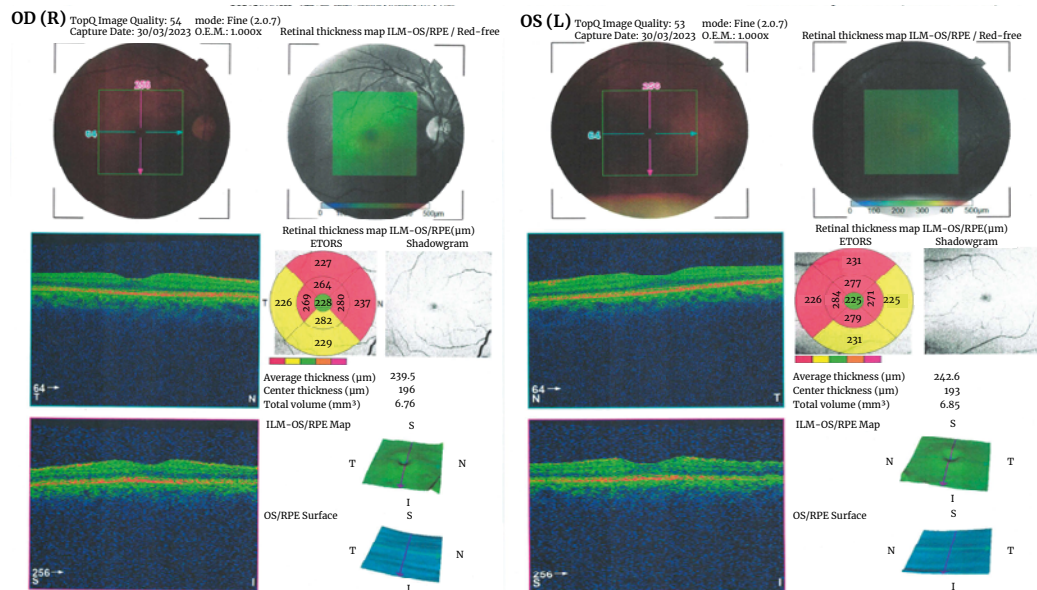 OD (R)
TopQ Image Quality: 54 mode: Fine (2.0.7)
Capture Date: 30/03/2023 O.E.M.: 1.000x
Retinal thickness map ILM-OS/RPE / Red-free
256
64
0
500µm
Retinal thickness map ILM-OS/RPE(µm)
ETORS
Shadowgram
227
264
226 269 228 280 237
282
229
T
N
64
T
N
Average thickness (µm) 239.5
Center thickness (µm) 196
Total volume (mm³) 6.76
ILM-OS/RPE Map
S
T
N
I
OS/RPE Surface
S
T
N
I
256
S
I
OS (L)
TopQ Image Quality: 53 mode: Fine (2.0.7)
Capture Date: 30/03/2023 O.E.M.: 1.000x
Retinal thickness map ILM-OS/RPE / Red-free
256
64
0 100 200 300 400 500µm
Retinal thickness map ILM-OS/RPE(µm)
ETORS
Shadowgram
231
277
226 284 225 271 225
279
231
64
N
T
Average thickness (µm) 242.6
Center thickness (µm) 193
Total volume (mm³) 6.85
ILM-OS/RPE Map
S
N
T
I
OS/RPE Surface
S
N
T
I
256
S
I